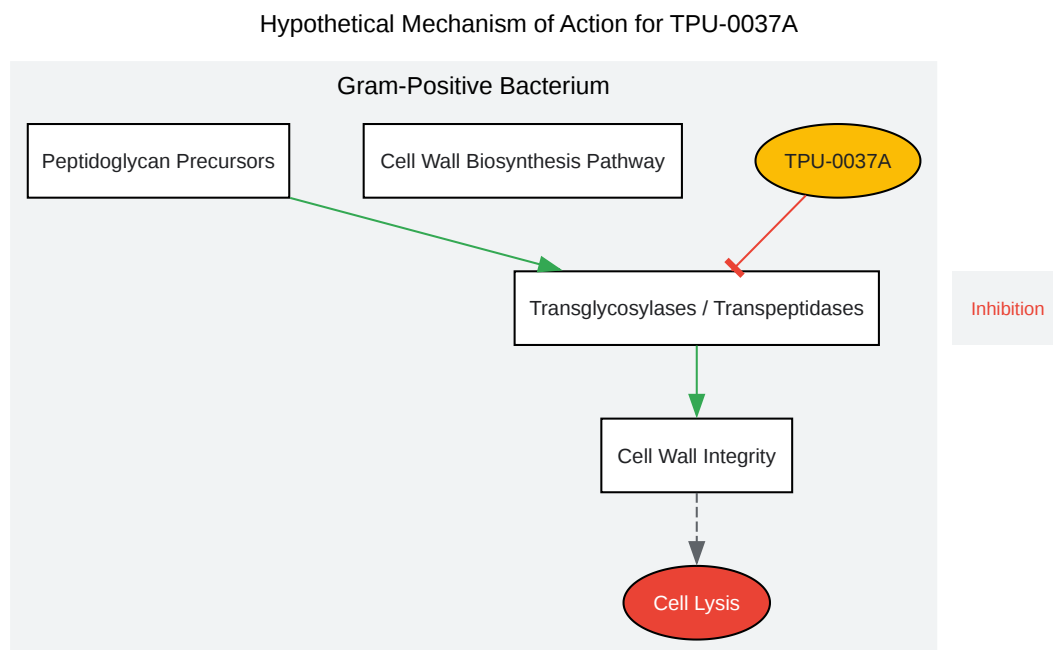 Hypothetical Mechanism of Action for TPU-0037A
Gram-Positive Bacterium
Peptidoglycan Precursors
Cell Wall Biosynthesis Pathway
TPU-0037A
Transglycosylases / Transpeptidases
Inhibition
Cell Wall Integrity
Cell Lysis